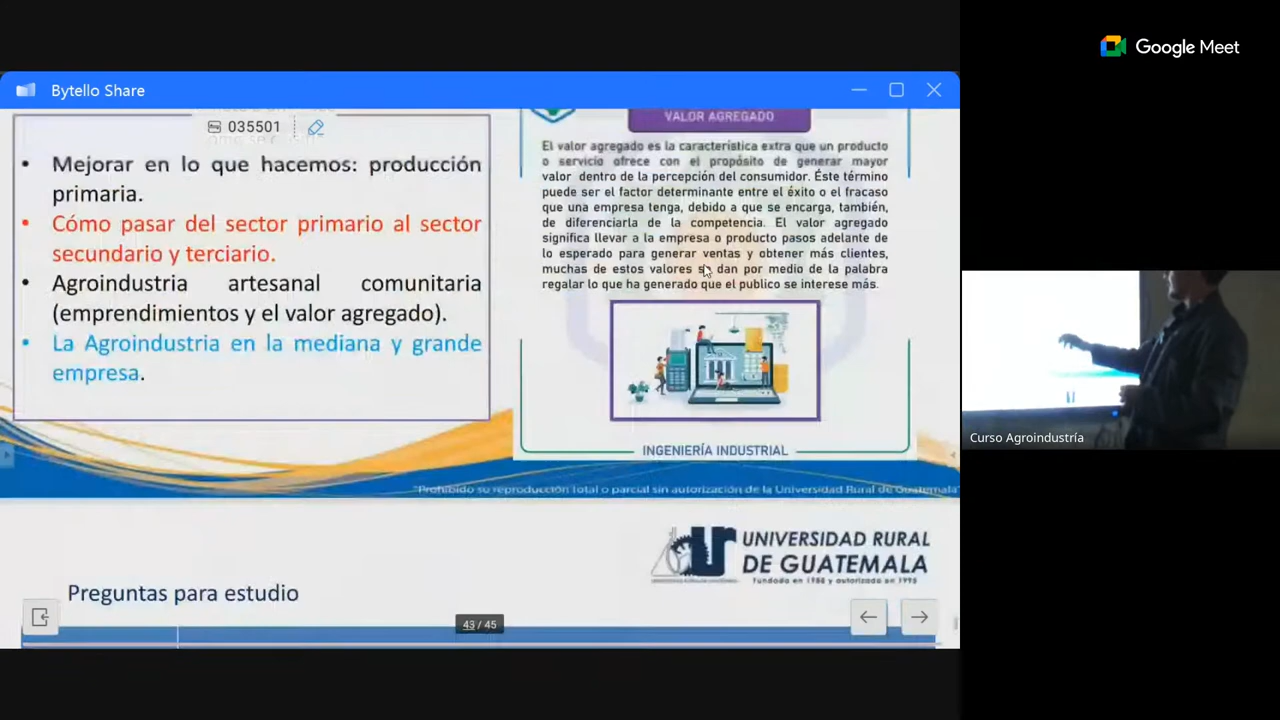 Google Meet
Bytello Share
035501
• Mejorar en lo que hacemos: producción
primaria.
• Cómo pasar del sector primario al sector
secundario y terciario.
• Agroindustria artesanal comunitaria
(emprendimientos y el valor agregado).
• La Agroindustria en la mediana y grande
empresa.
VALOR AGREGADO
El valor agregado es la característica extra que un producto
o servicio ofrece con el propósito de generar mayor
valor dentro de la percepción del consumidor. Éste término
puede ser el factor determinante entre el éxito o el fracaso
que una empresa tenga, debido a que se encarga, también,
de diferenciarla de la competencia. El valor agregado
significa llevar a la empresa o producto pasos adelante de
lo esperado para generar ventas y obtener más clientes,
muchas de estos valores se dan por medio de la palabra
regalar lo que ha generado que el publico se interese más.
INGENIERÍA INDUSTRIAL
"Prohibido su reproducción Total o parcial sin autorización de la Universidad Rural de Guatemala"
UNIVERSIDAD RURAL
DE GUATEMALA
Fundada en 1988 y autorizada en 1995
Preguntas para estudio
43 / 45
Curso Agroindustría